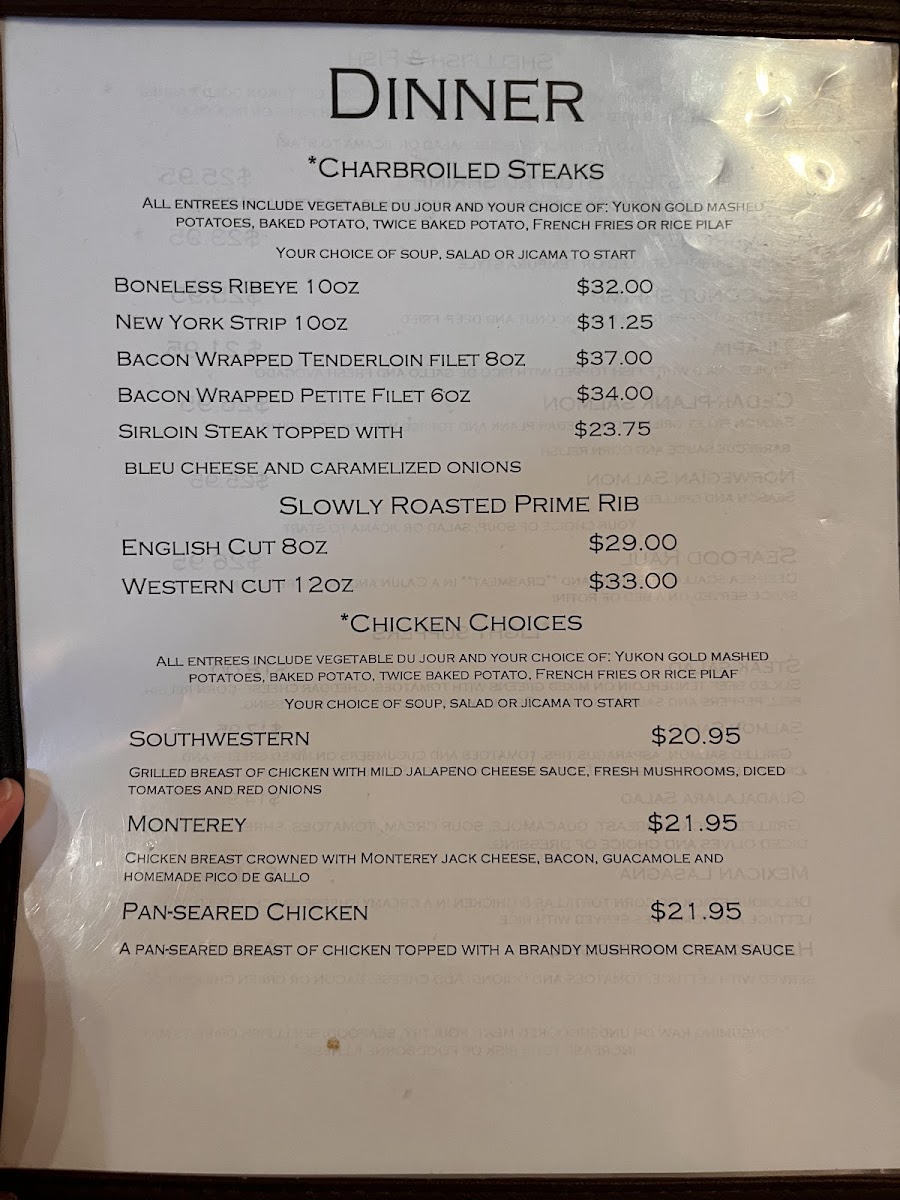 DINNER
*CHARBROILED STEAKS
ALL ENTREES INCLUDE VEGETABLE DU JOUR AND YOUR CHOICE OF: YUKON GOLD MASHED
POTATOES, BAKED POTATO, TWICE BAKED POTATO, FRENCH FRIES OR RICE PILAF
YOUR CHOICE OF SOUP, SALAD OR JICAMA TO START
BONELESS RIBEYE 10OZ $32.00
NEW YORK STRIP 10OZ $31.25
BACON WRAPPED TENDERLOIN FILET 8OZ $37.00
BACON WRAPPED PETITE FILET 6OZ $34.00
SIRLOIN STEAK TOPPED WITH $23.75
BLEU CHEESE AND CARAMELIZED ONIONS
SLOWLY ROASTED PRIME RIB
ENGLISH CUT 8OZ $29.00
WESTERN CUT 12OZ $33.00
*CHICKEN CHOICES
ALL ENTREES INCLUDE VEGETABLE DU JOUR AND YOUR CHOICE OF: YUKON GOLD MASHED
POTATOES, BAKED POTATO, TWICE BAKED POTATO, FRENCH FRIES OR RICE PILAF
YOUR CHOICE OF SOUP, SALAD OR JICAMA TO START
SOUTHWESTERN $20.95
GRILLED BREAST OF CHICKEN WITH MILD JALAPENO CHEESE SAUCE, FRESH MUSHROOMS, DICED
TOMATOES AND RED ONIONS
MONTEREY $21.95
CHICKEN BREAST CROWNED WITH MONTEREY JACK CHEESE, BACON, GUACAMOLE AND
HOMEMADE PICO DE GALLO
PAN-SEARED CHICKEN $21.95
A PAN-SEARED BREAST OF CHICKEN TOPPED WITH A BRANDY MUSHROOM CREAM SAUCE